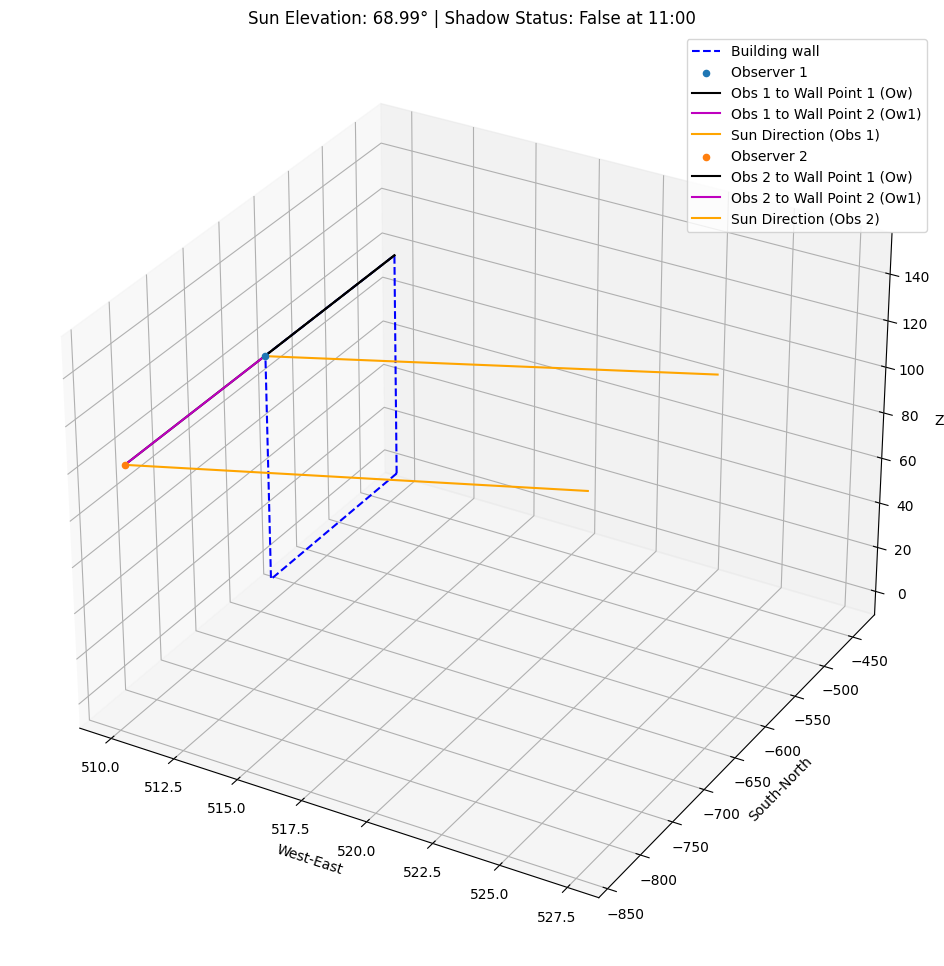 Sun Elevation: 68.99° | Shadow Status: False at 11:00
Building wall
Observer 1
Obs 1 to Wall Point 1 (Ow)
Obs 1 to Wall Point 2 (Ow1)
Sun Direction (Obs 1)
Observer 2
Obs 2 to Wall Point 1 (Ow)
Obs 2 to Wall Point 2 (Ow1)
Sun Direction (Obs 2)
140
120
100
80
60
40
20
0
Z
−450
−500
−550
−600
−650
−700
−750
−800
−850
South-North
510.0
512.5
515.0
517.5
520.0
522.5
525.0
527.5
West-East